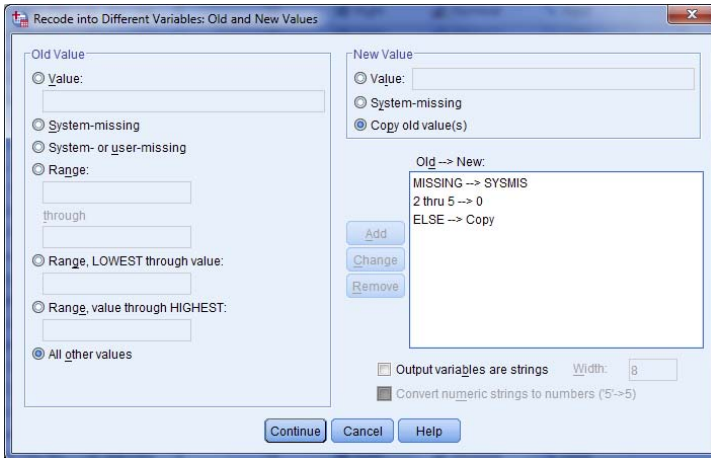 Recode into Different Variables: Old and New Values
Old Value
Value:
System-missing
System- or user-missing
Range:
through
Range, LOWEST through value:
Range, value through HIGHEST:
All other values
New Value
Value:
System-missing
Copy old value(s)
Old --> New:
MISSING --> SYSMIS
2 thru 5 --> 0
ELSE --> Copy
Add
Change
Remove
Output variables are strings Width: 8
Convert numeric strings to numbers ('5'->5)
Continue Cancel Help